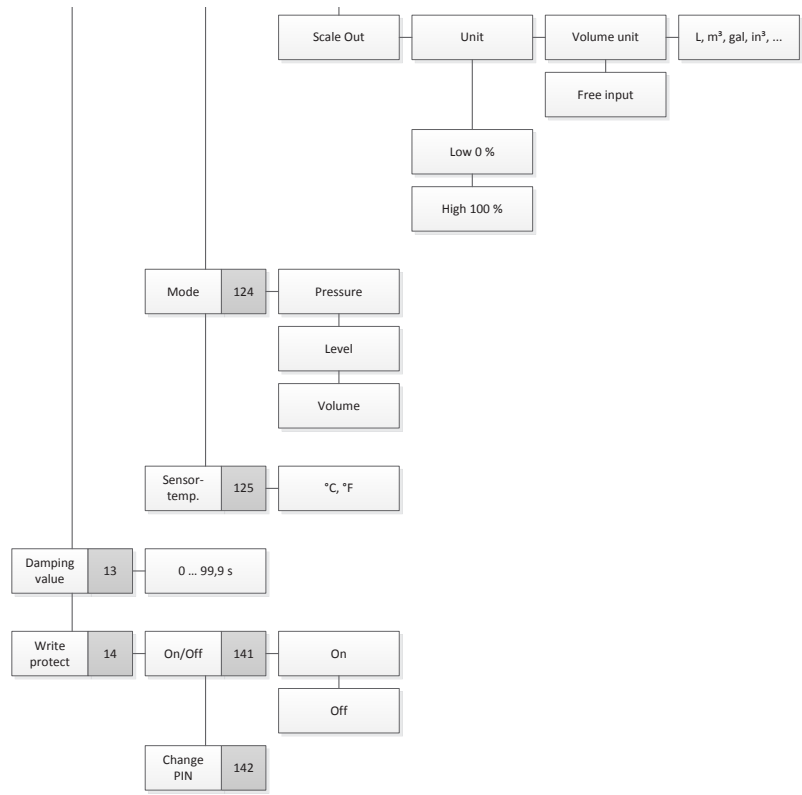 Scale Out
Unit
Volume unit
L, m³, gal, in³, ...
Free input
Low 0 %
High 100 %
Mode
124
Pressure
Level
Volume
Sensor-
temp.
125
°C, °F
Damping
value
13
0 ... 99,9 s
Write
protect
14
On/Off
141
On
Off
Change
PIN
142